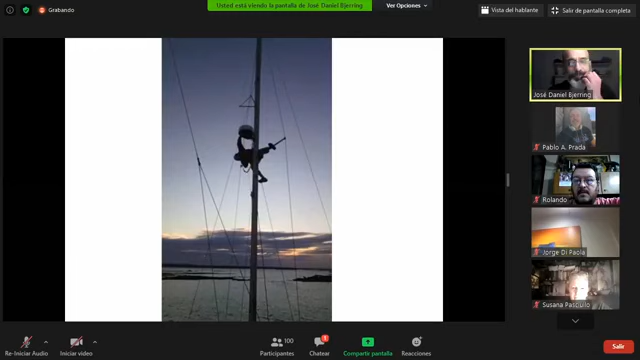 Grabando
Usted está viendo la pantalla de José Daniel Bjerring
Ver Opciones
Vista del hablante
Salir de pantalla completa
José Daniel Bjerring
Pablo A. Prada
Rolando
Jorge Di Paola
Susana Pasciullo
Re-Iniciar Audio
Iniciar video
100
Participantes
1
Chatear
Compartir pantalla
Reacciones
Salir